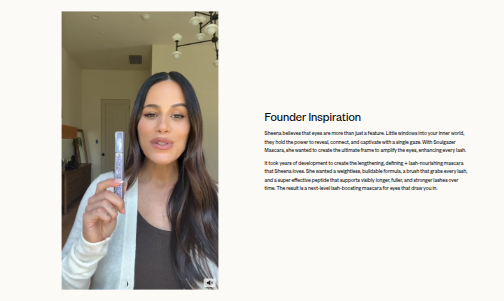 Founder Inspiration
Sheena believes that eyes are more than just a feature. Little windows into your inner world,
they hold the power to reveal, connect, and captivate with a single gaze. With Soulgazer
Mascara, she wanted to create the ultimate frame to amplify the eyes, enhancing every lash.
It took years of development to create the lengthening, defining + lash-nourishing mascara
that Sheena loves. She wanted a weightless, buildable formula, a brush that grabs every lash,
and a super effective peptide that supports visibly longer, fuller, and stronger lashes over
time. The result is a next-level lash-boosting mascara for eyes that draw you in.